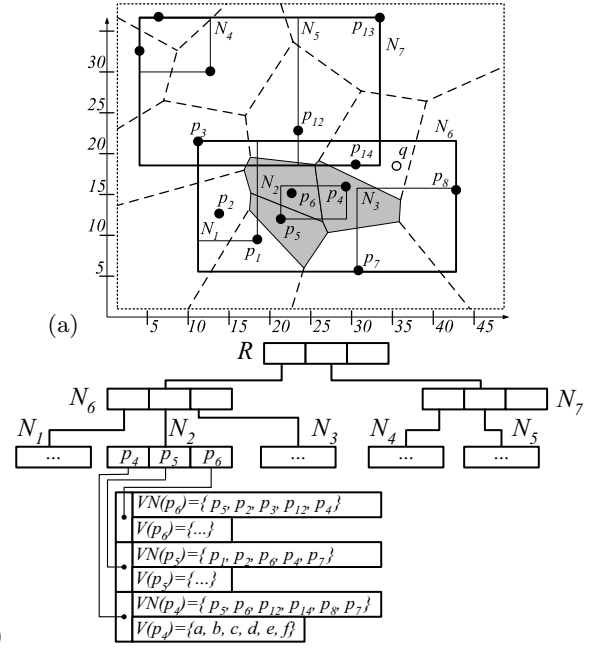 N4 N5 p13
N7
30
25
p12
20
p3 N6
p14 q
15
N2 p4 N3 p8
p6
p2
10
N1 p5
p1
5
p7
(a)
5 10 15 20 25 30 35 40 45
R
N6 N7
N1 N2 N3 N4 N5
... p4 p5 p6 ... ... ...
VN(p6)={ p5, p2, p3, p12, p4}
V(p6)={...}
VN(p5)={ p1, p2, p6, p4, p7}
V(p5)={...}
VN(p4)={ p5, p6, p12, p14, p8, p7}
V(p4)={a, b, c, d, e, f}
)